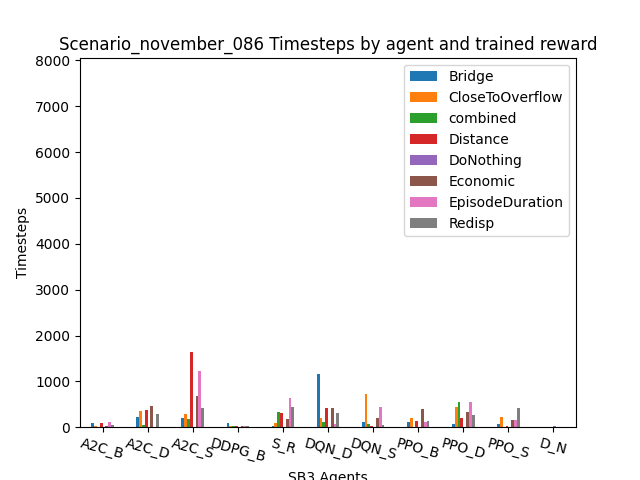 Scenario_november_086 Timesteps by agent and trained reward
8000
7000
6000
5000
4000
3000
2000
1000
0
Timesteps
Bridge
CloseToOverflow
combined
Distance
DoNothing
Economic
EpisodeDuration
Redisp
A2C_B
A2C_D
A2C_S
DDPG_B
S_R
DQN_D
DQN_S
PPO_B
PPO_D
PPO_S
D_N
SB3 Agents